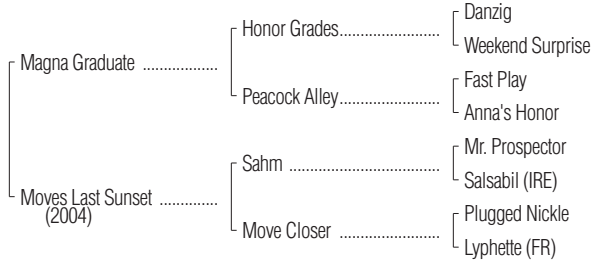 Danzig
Honor Grades....................
Weekend Surprise
Magna Graduate ..................
Fast Play
Peacock Alley....................
Anna's Honor
Mr. Prospector
Sahm ..............................
Salsabil (IRE)
Moves Last Sunset ..............
(2004)
Plugged Nickle
Move Closer ....................
Lyphette (FR)